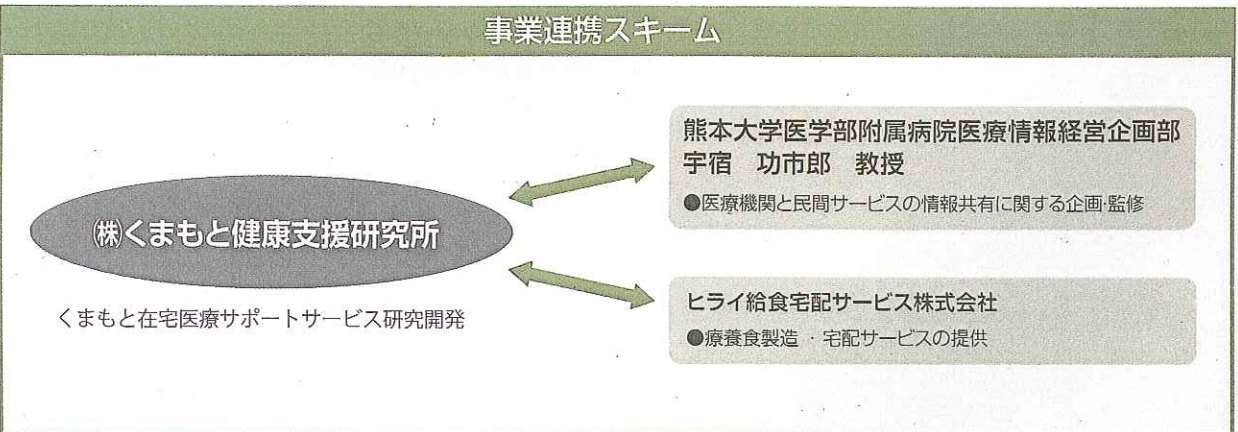 事業連携スキーム
熊本大学医学部附属病院医療情報経営企画部
宇宿 功市郎 教授
●医療機関と民間サービスの情報共有に関する企画・監修
㈱くまもと健康支援研究所
くまもと在宅医療サポートサービス研究開発
ヒライ給食宅配サービス株式会社
●療養食製造・宅配サービスの提供